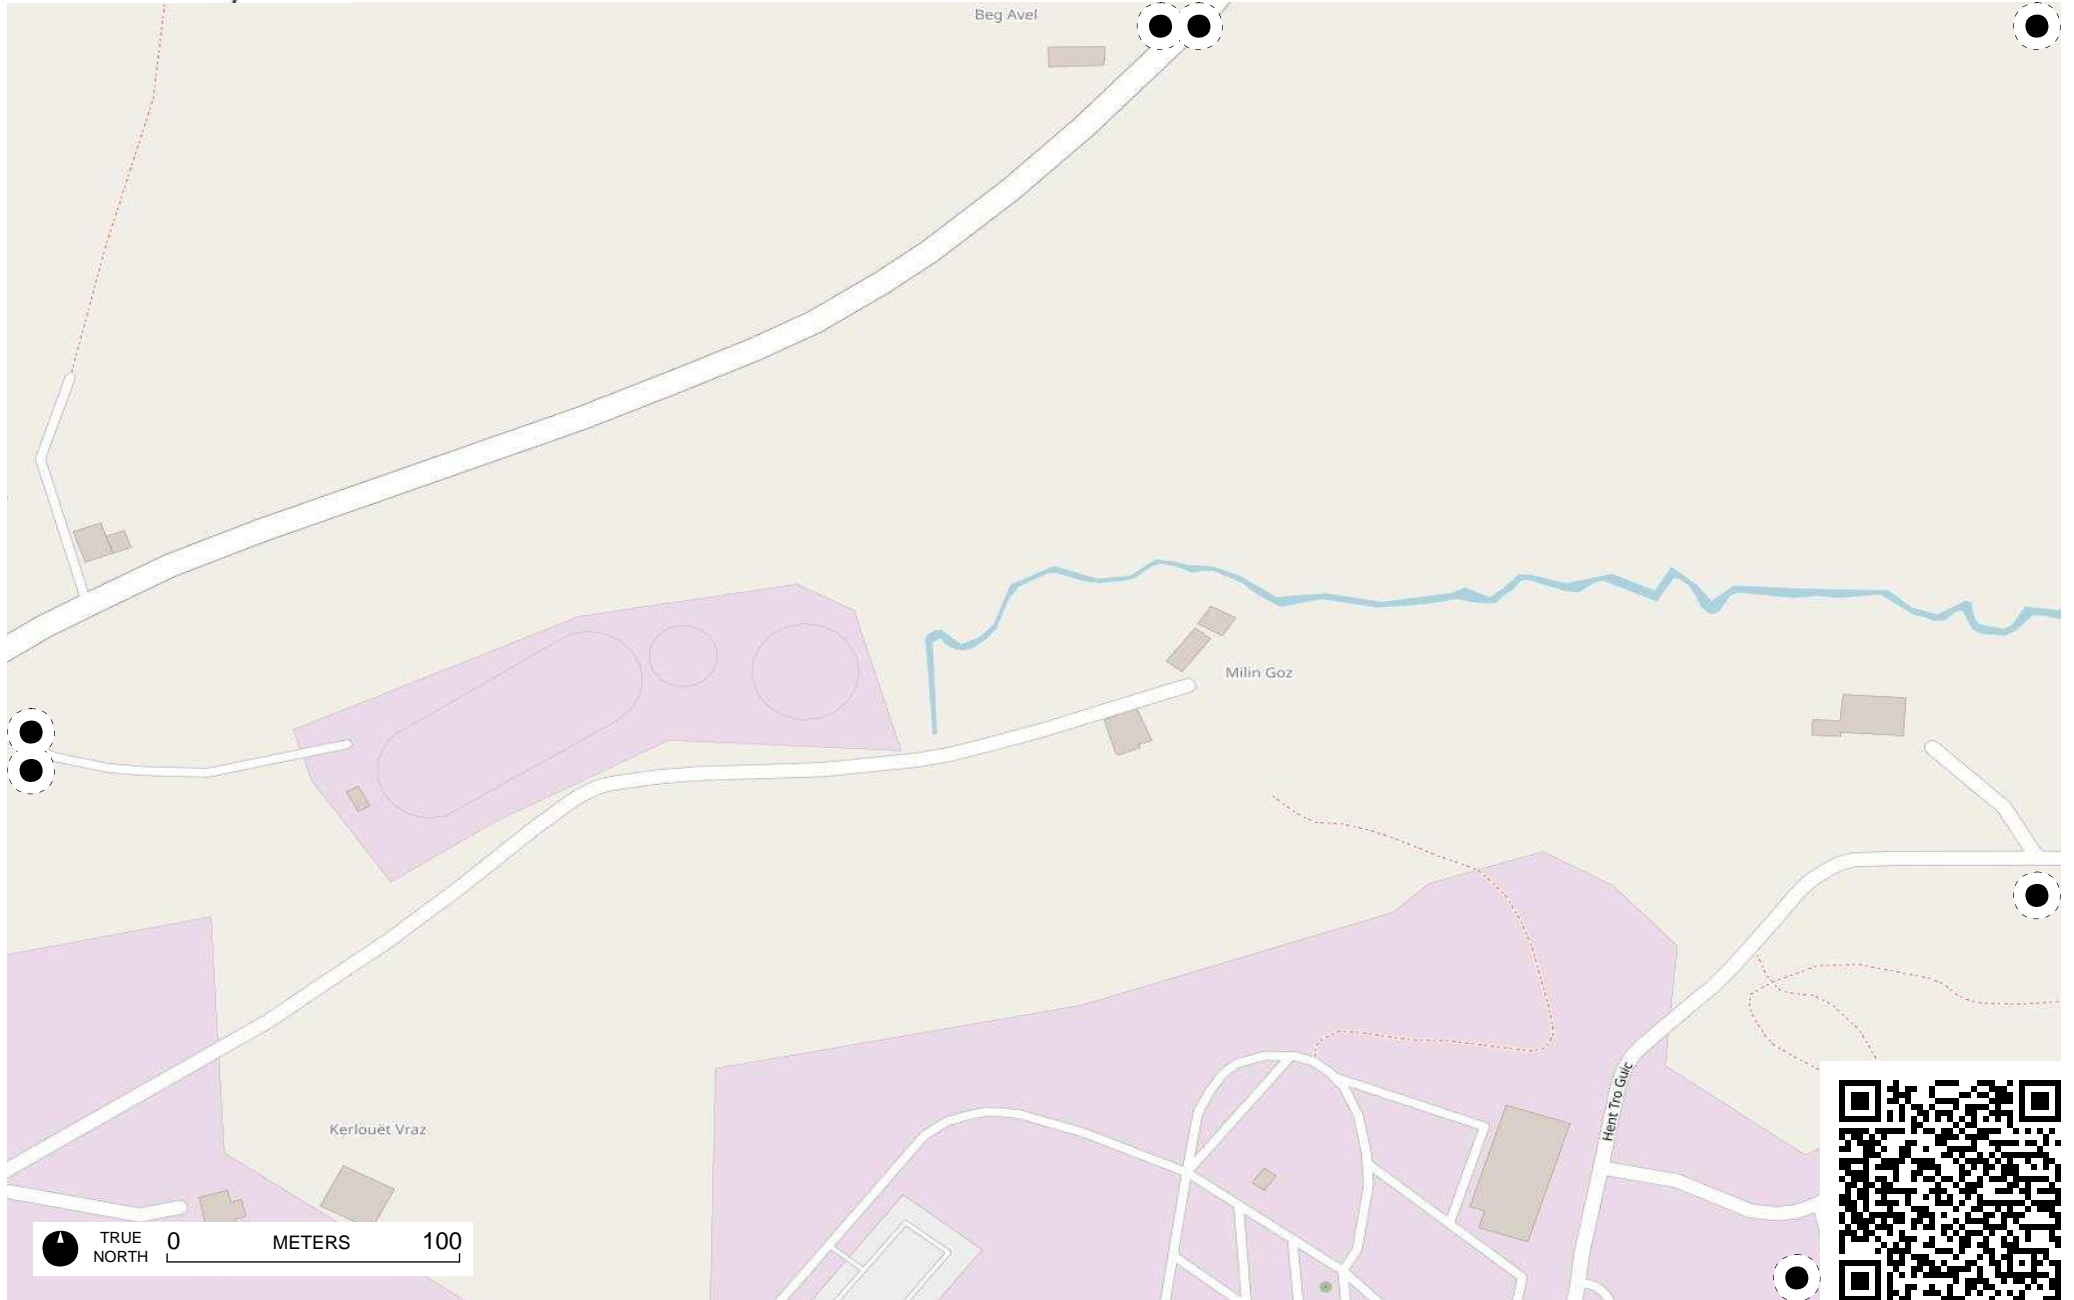 Beg Avel
Milin Goz
Hent Tro Guic
Kerlouët Vraz
TRUE
NORTH
0 METERS 100